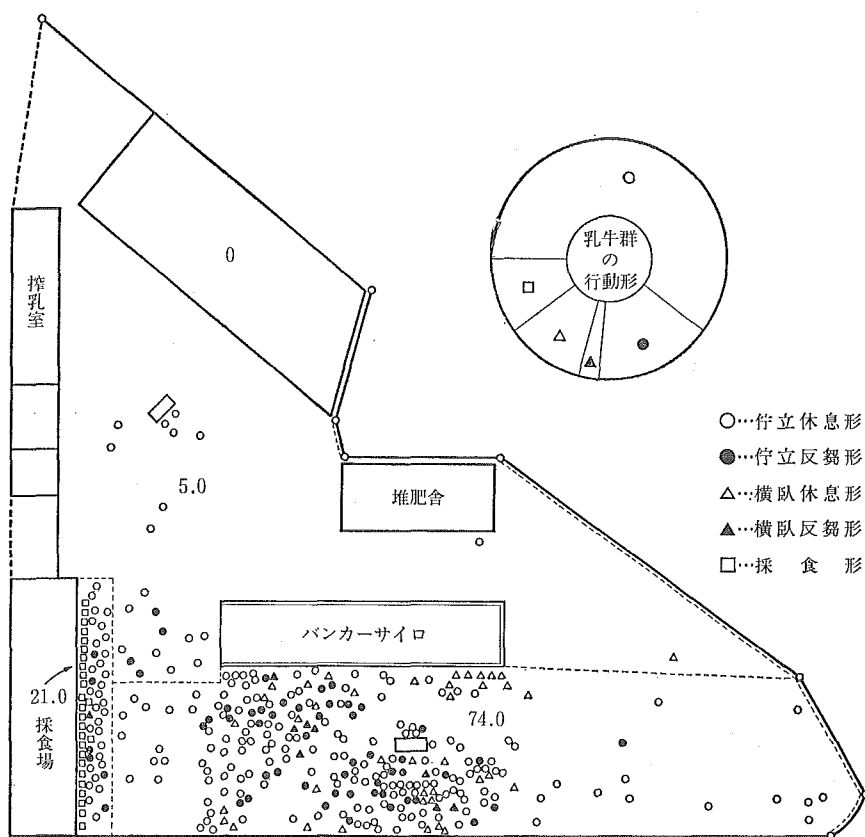 乳牛群
の
行動形
0
搾乳室
5.0
堆肥舎
○…佇立休息形
●…佇立反芻形
△…横臥休息形
▲…横臥反芻形
□…採食形
バンカーサイロ
21.0
採食場
74.0